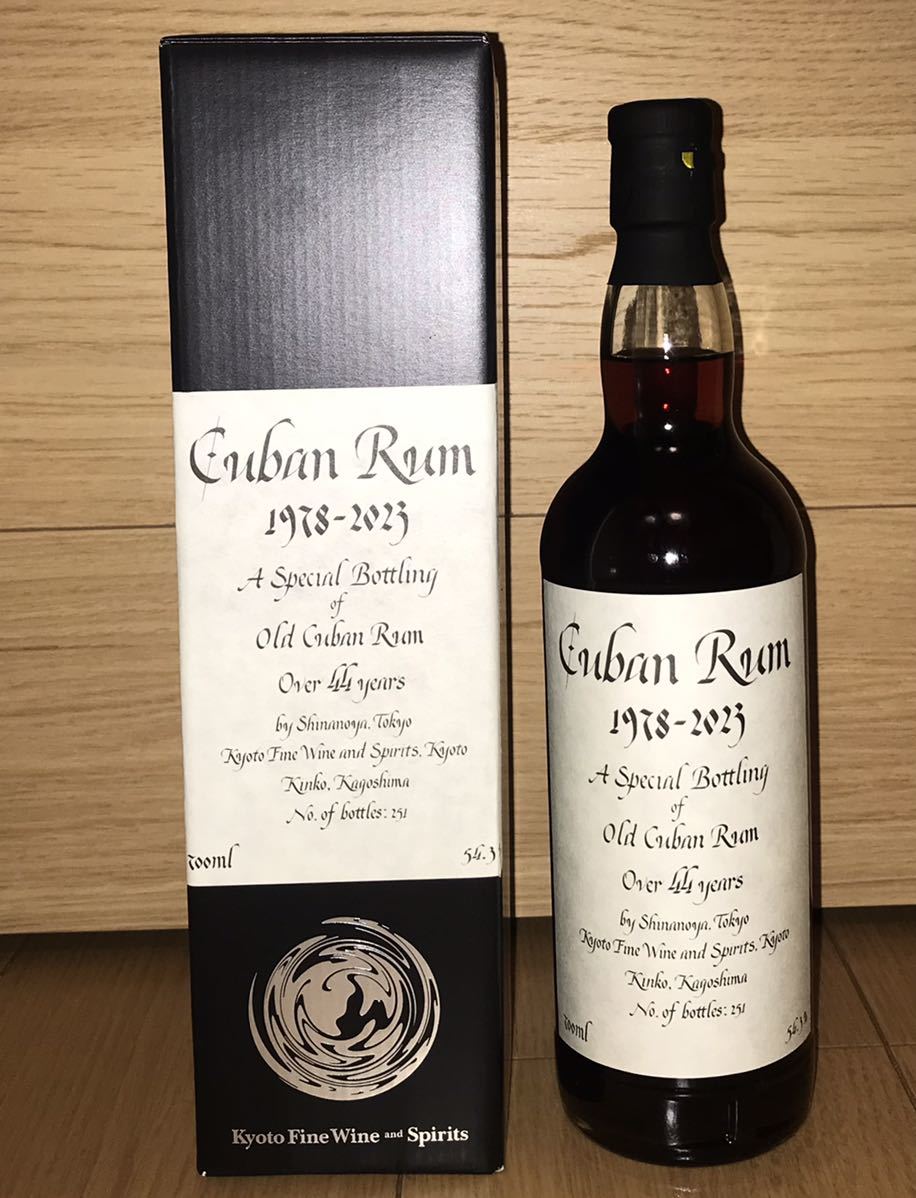 Cuban Rum
1978-2023
A Special Bottling
of
Old Cuban Rum
Over 44 years
by Shinanoya, Tokyo
Kyoto Fine Wine and Spirits, Kyoto
Kinko, Kagoshima
No. of bottles: 251
700ml 54.3
Kyoto Fine Wine and Spirits
Cuban Rum
1978-2023
A Special Bottling
of
Old Cuban Rum
Over 44 years
by Shinanoya, Tokyo
Kyoto Fine Wine and Spirits, Kyoto
Kinko, Kagoshima
No. of bottles: 251
700ml 54.3%